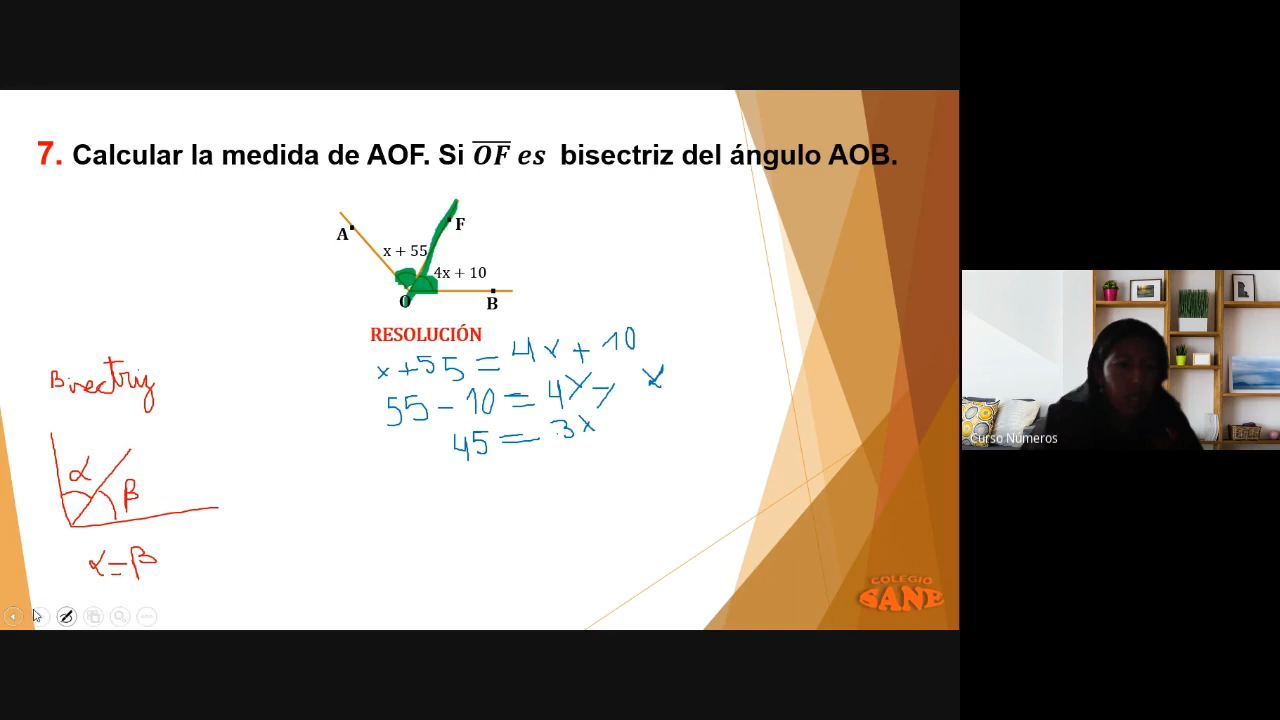 7. Calcular la medida de AOF. Si OF es bisectriz del ángulo AOB.
A
F
x + 55
4x + 10
O
B
RESOLUCIÓN
x + 55 = 4x + 10
55 - 10 = 4x - x
45 = 3x
Bisectriz
α
β
α = β
COLEGIO
SANE
Curso Números